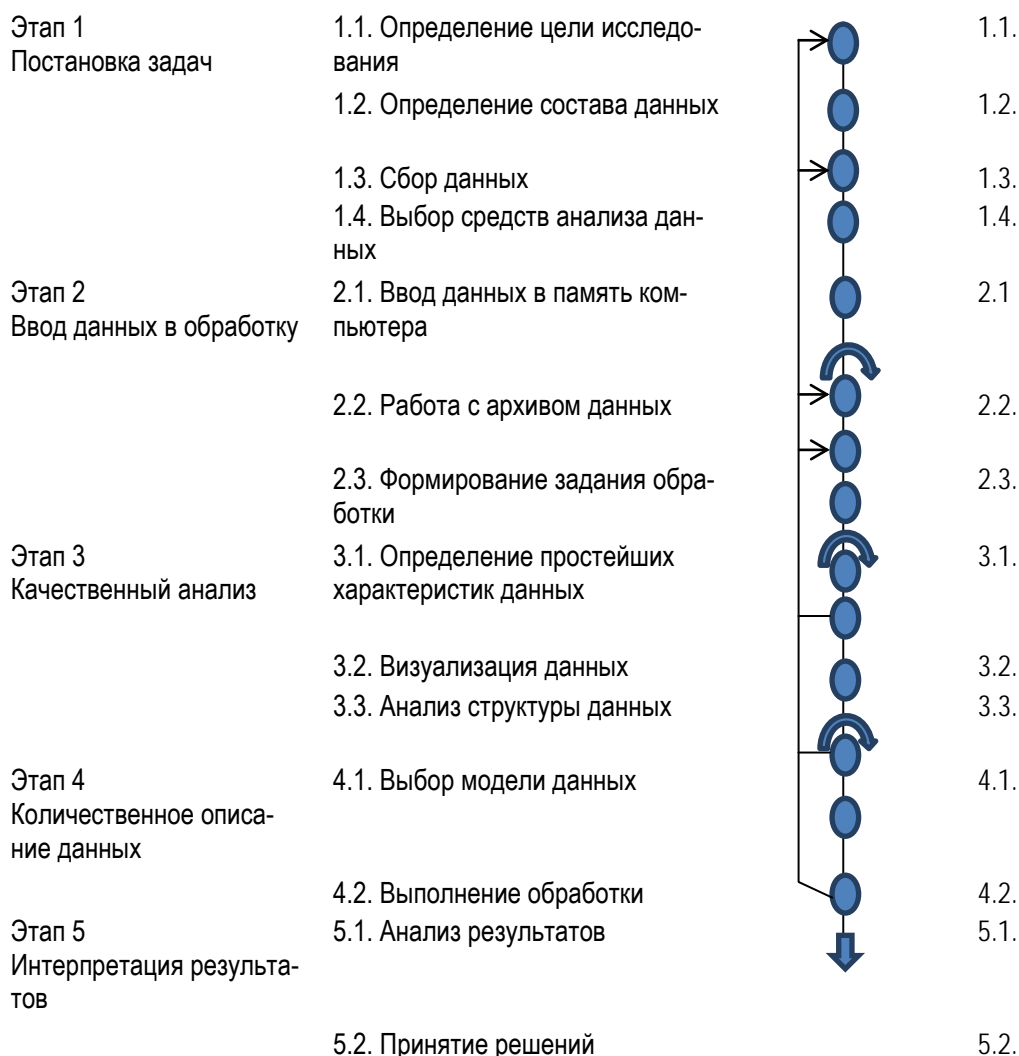 Этап 1
Постановка задач
1.1. Определение цели исследо-
вания
1.1.
1.2. Определение состава данных
1.2.
1.3. Сбор данных
1.3.
1.4. Выбор средств анализа дан-
ных
1.4.
Этап 2
Ввод данных в обработку
2.1. Ввод данных в память ком-
пьютера
2.1
2.2. Работа с архивом данных
2.2.
2.3. Формирование задания обра-
ботки
2.3.
Этап 3
Качественный анализ
3.1. Определение простейших
характеристик данных
3.1.
3.2. Визуализация данных
3.2.
3.3. Анализ структуры данных
3.3.
Этап 4
Количественное описа-
ние данных
4.1. Выбор модели данных
4.1.
4.2. Выполнение обработки
4.2.
Этап 5
Интерпретация результа-
тов
5.1. Анализ результатов
5.1.
5.2. Принятие решений
5.2.